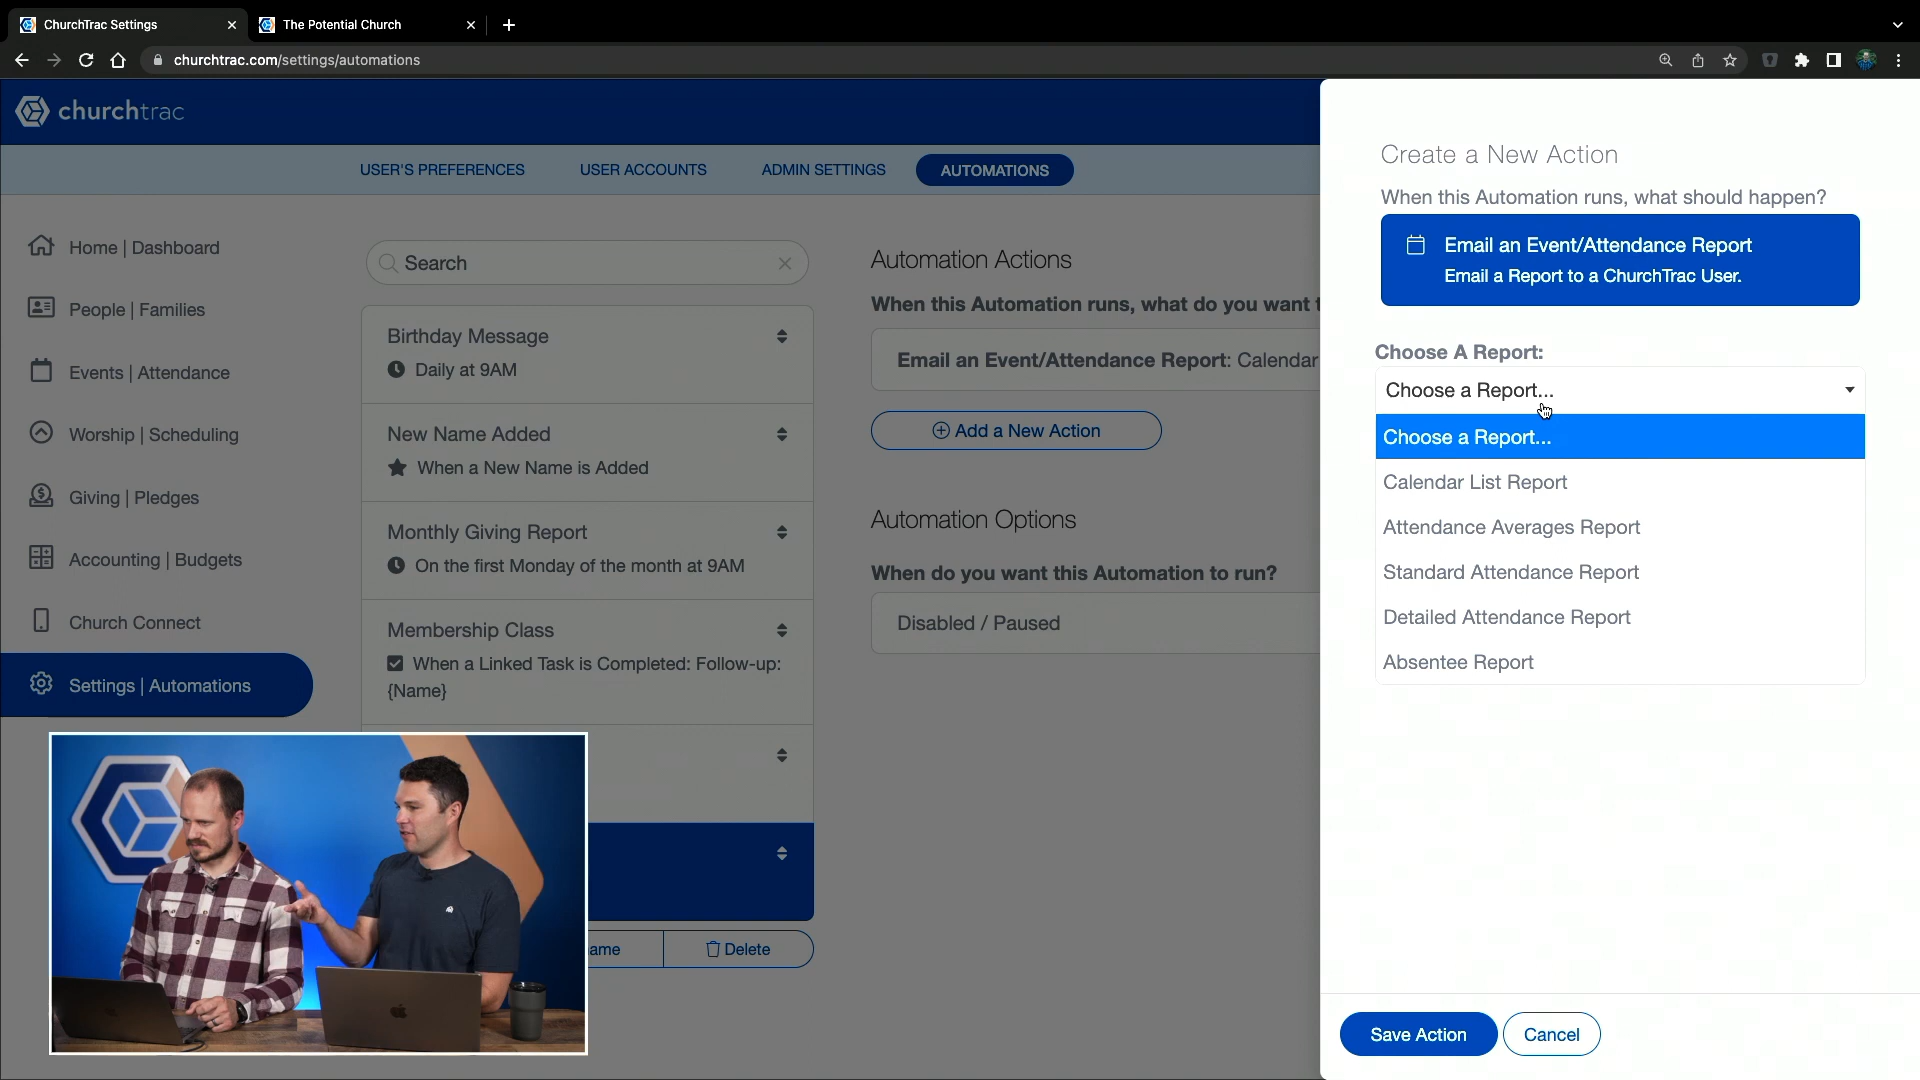 ChurchTrac Settings
The Potential Church
churchtrac.com/settings/automations
churchtrac
USER'S PREFERENCES
USER ACCOUNTS
ADMIN SETTINGS
AUTOMATIONS
Home | Dashboard
People | Families
Events | Attendance
Worship | Scheduling
Giving | Pledges
Accounting | Budgets
Church Connect
Settings | Automations
Search
Birthday Message
Daily at 9AM
New Name Added
When a New Name is Added
Monthly Giving Report
On the first Monday of the month at 9AM
Membership Class
When a Linked Task is Completed: Follow-up:
{Name}
Delete
Automation Actions
When this Automation runs, what do you want
Email an Event/Attendance Report: Calendar
Add a New Action
Automation Options
When do you want this Automation to run?
Disabled / Paused
Create a New Action
When this Automation runs, what should happen?
Email an Event/Attendance Report
Email a Report to a ChurchTrac User.
Choose A Report:
Choose a Report...
Choose a Report...
Calendar List Report
Attendance Averages Report
Standard Attendance Report
Detailed Attendance Report
Absentee Report
Save Action
Cancel